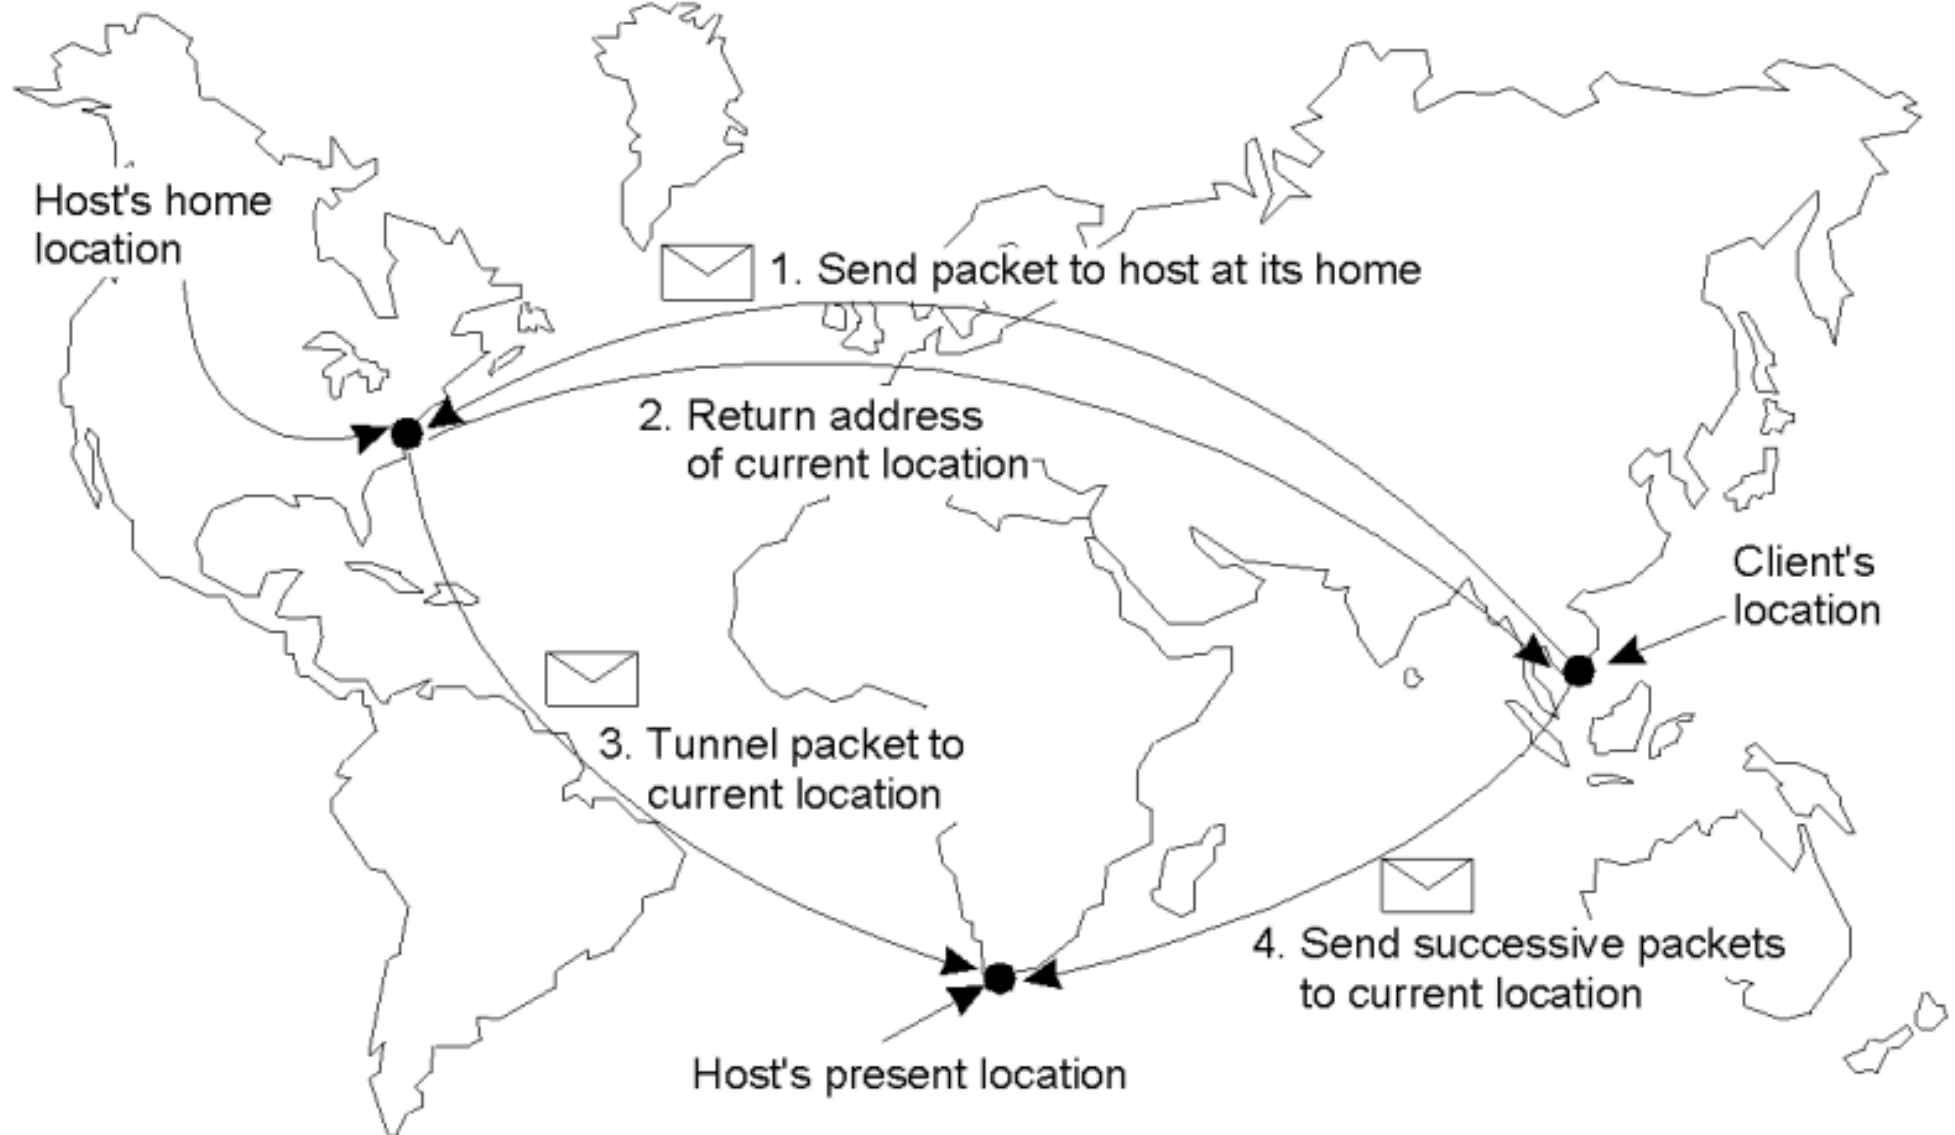 Host's home
location
1. Send packet to host at its home
2. Return address
of current location
Client's
location
3. Tunnel packet to
current location
4. Send successive packets
to current location
Host's present location